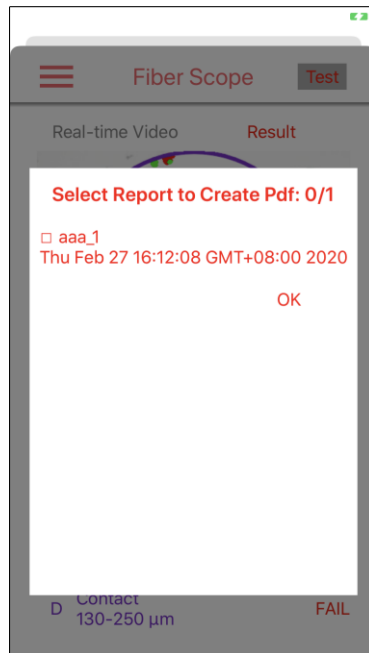 Fiber Scope
Test
Real-time Video
Result
Select Report to Create Pdf: 0/1
□ aaa_1
Thu Feb 27 16:12:08 GMT+08:00 2020
OK
D
Contact
130-250 μm
FAIL